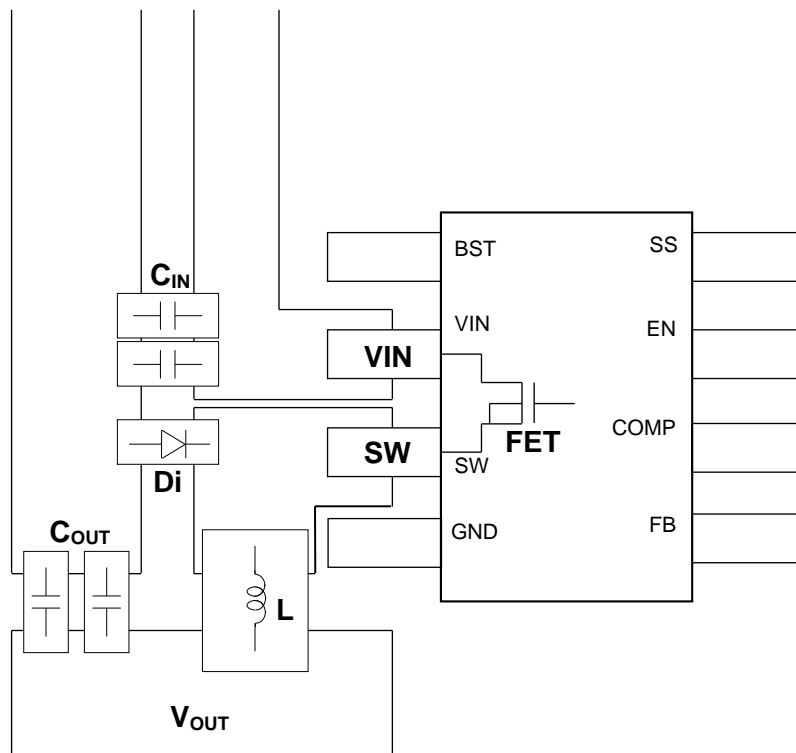 BST
SS
CIN
VIN
EN
VIN
FET
COMP
SW
SW
Di
COUT
GND
FB
L
VOUT